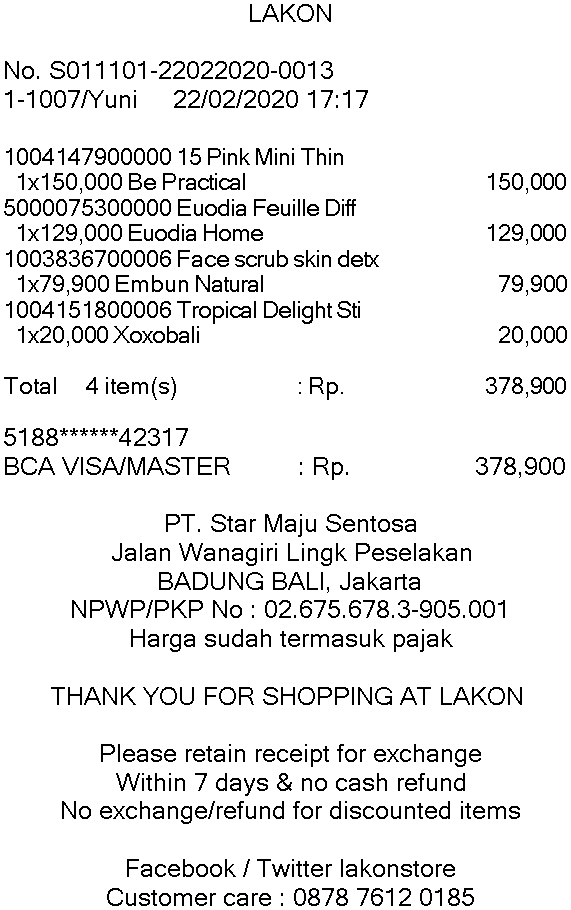 LAKON
No. S011101-22022020-0013
1-1007/Yuni 22/02/2020 17:17
1004147900000 15 Pink Mini Thin
1x150,000 Be Practical 150,000
5000075300000 Euodia Feuille Diff
1x129,000 Euodia Home 129,000
1003836700006 Face scrub skin detx
1x79,900 Embun Natural 79,900
1004151800006 Tropical Delight Sti
1x20,000 Xoxobali 20,000
Total 4 item(s) : Rp. 378,900
5188******42317
BCA VISA/MASTER : Rp. 378,900
PT. Star Maju Sentosa
Jalan Wanagiri Lingk Peselakan
BADUNG BALI, Jakarta
NPWP/PKP No : 02.675.678.3-905.001
Harga sudah termasuk pajak
THANK YOU FOR SHOPPING AT LAKON
Please retain receipt for exchange
Within 7 days & no cash refund
No exchange/refund for discounted items
Facebook / Twitter lakonstore
Customer care : 0878 7612 0185